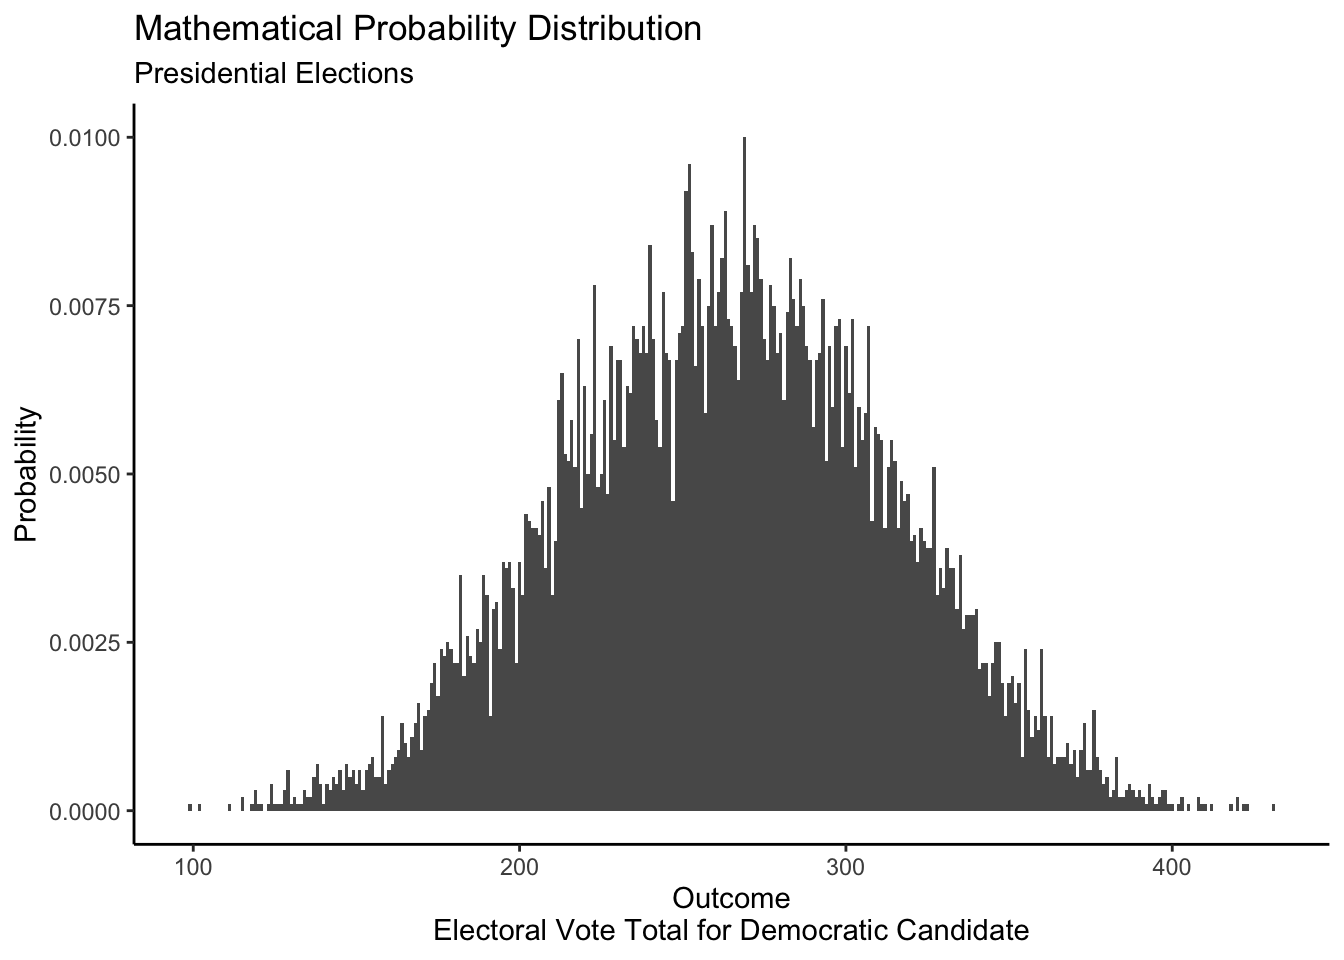 Mathematical Probability Distribution
Presidential Elections
0.0100
0.0075
0.0050
0.0025
0.0000
Probability
100 200 300 400
Outcome
Electoral Vote Total for Democratic Candidate